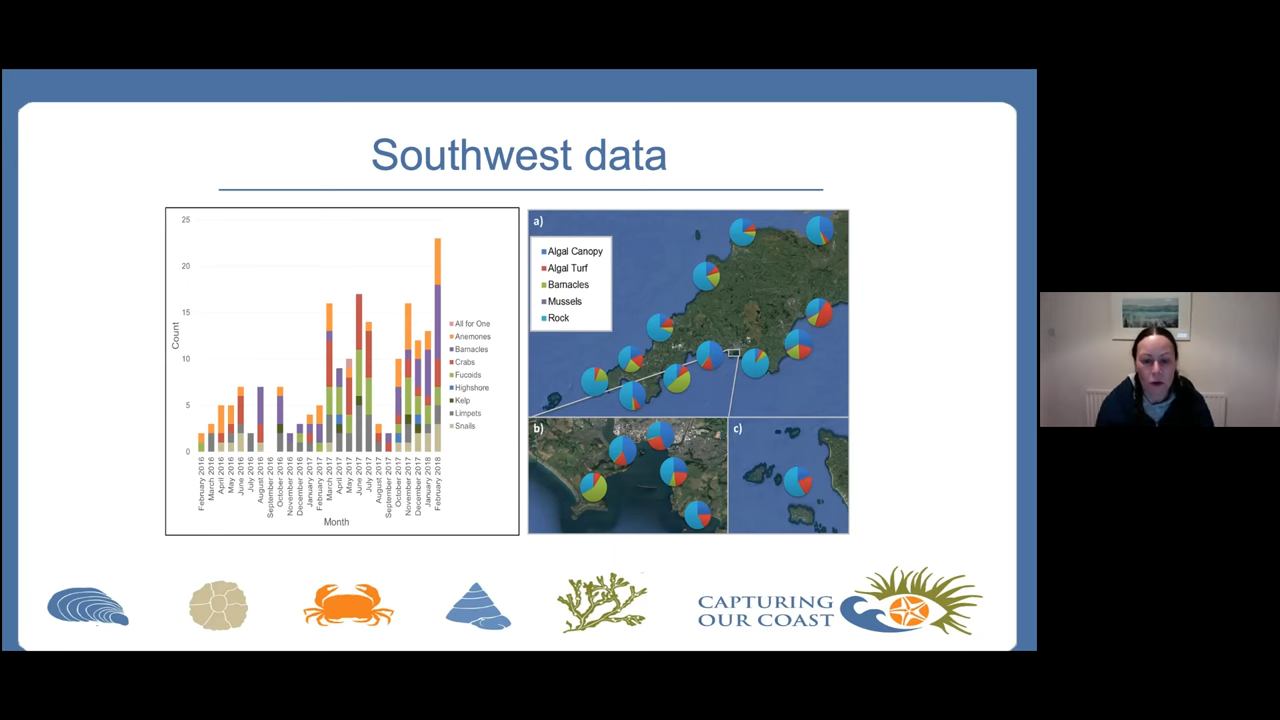 Southwest data
25
20
15
10
5
0
Count
February 2016
March 2016
April 2016
May 2016
June 2016
July 2016
August 2016
September 2016
October 2016
November 2016
December 2016
January 2017
February 2017
March 2017
April 2017
May 2017
June 2017
July 2017
August 2017
September 2017
October 2017
November 2017
December 2017
January 2018
February 2018
Month
All for One
Anemones
Barnacles
Crabs
Fucoids
Highshore
Kelp
Limpets
Snails
a)
Algal Canopy
Algal Turf
Barnacles
Mussels
Rock
b)
c)
CAPTURING
OUR COAST